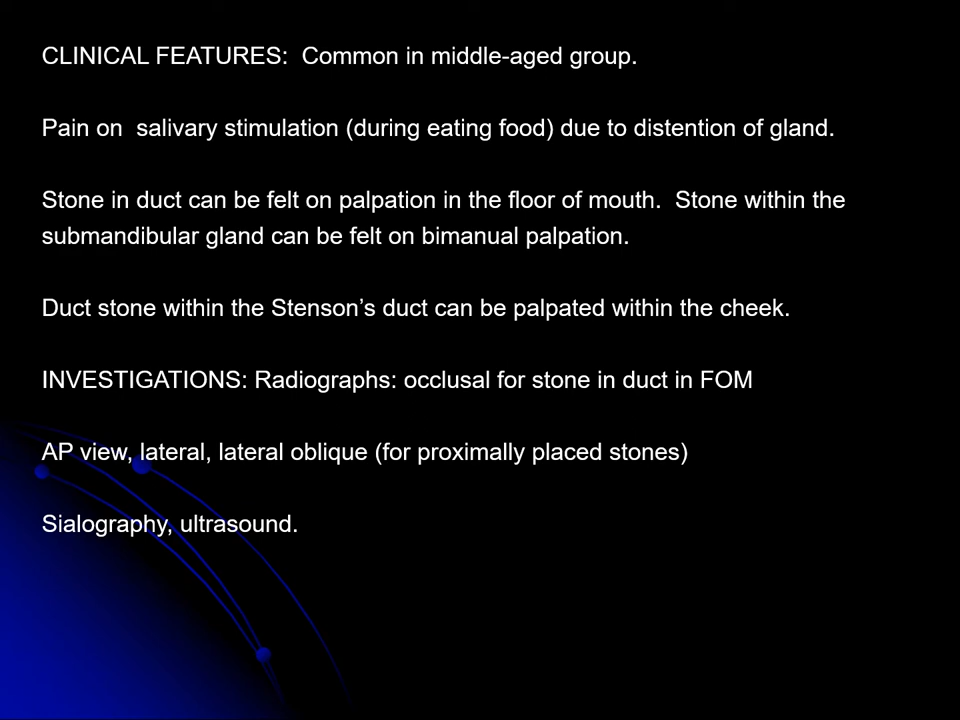 CLINICAL FEATURES:  Common in middle-aged group.
Pain on  salivary stimulation (during eating food) due to distention of gland.
Stone in duct can be felt on palpation in the floor of mouth.  Stone within the
submandibular gland can be felt on bimanual palpation.
Duct stone within the Stenson’s duct can be palpated within the cheek.
INVESTIGATIONS: Radiographs: occlusal for stone in duct in FOM
AP view, lateral, lateral oblique (for proximally placed stones)
Sialography, ultrasound.